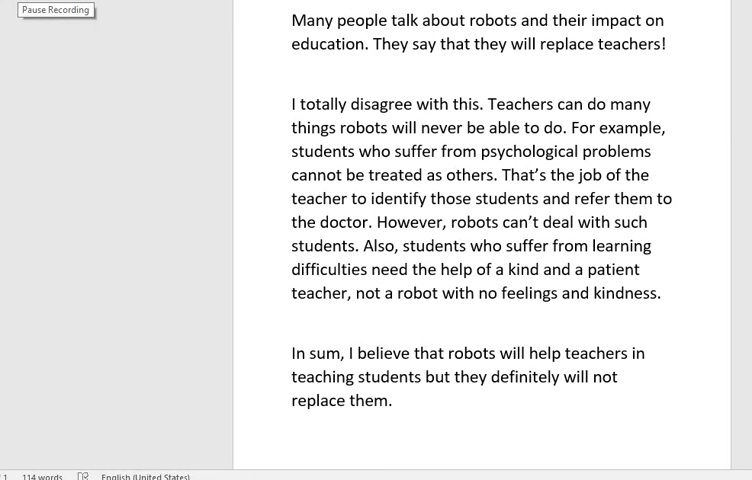 Pause Recording
Many people talk about robots and their impact on
education. They say that they will replace teachers!
I totally disagree with this. Teachers can do many
things robots will never be able to do. For example,
students who suffer from psychological problems
cannot be treated as others. That’s the job of the
teacher to identify those students and refer them to
the doctor. However, robots can’t deal with such
students. Also, students who suffer from learning
difficulties need the help of a kind and a patient
teacher, not a robot with no feelings and kindness.
In sum, I believe that robots will help teachers in
teaching students but they definitely will not
replace them.
1 114 words English (United States)